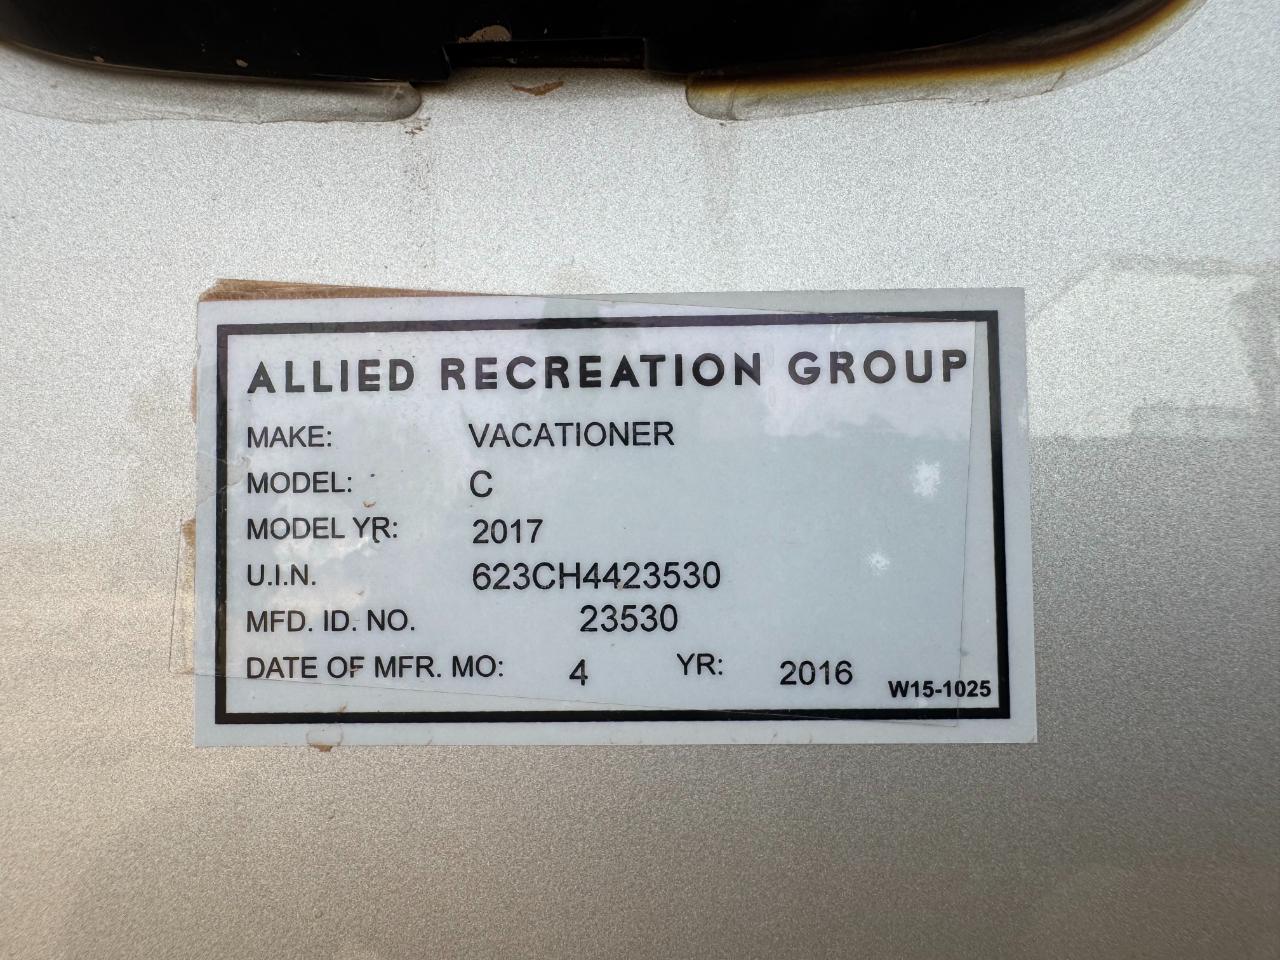 ALLIED RECREATION GROUP
MAKE: VACATIONER
MODEL: C
MODEL YR: 2017
U.I.N. 623CH4423530
MFD. ID. NO. 23530
DATE OF MFR. MO: 4 YR: 2016
W15-1025